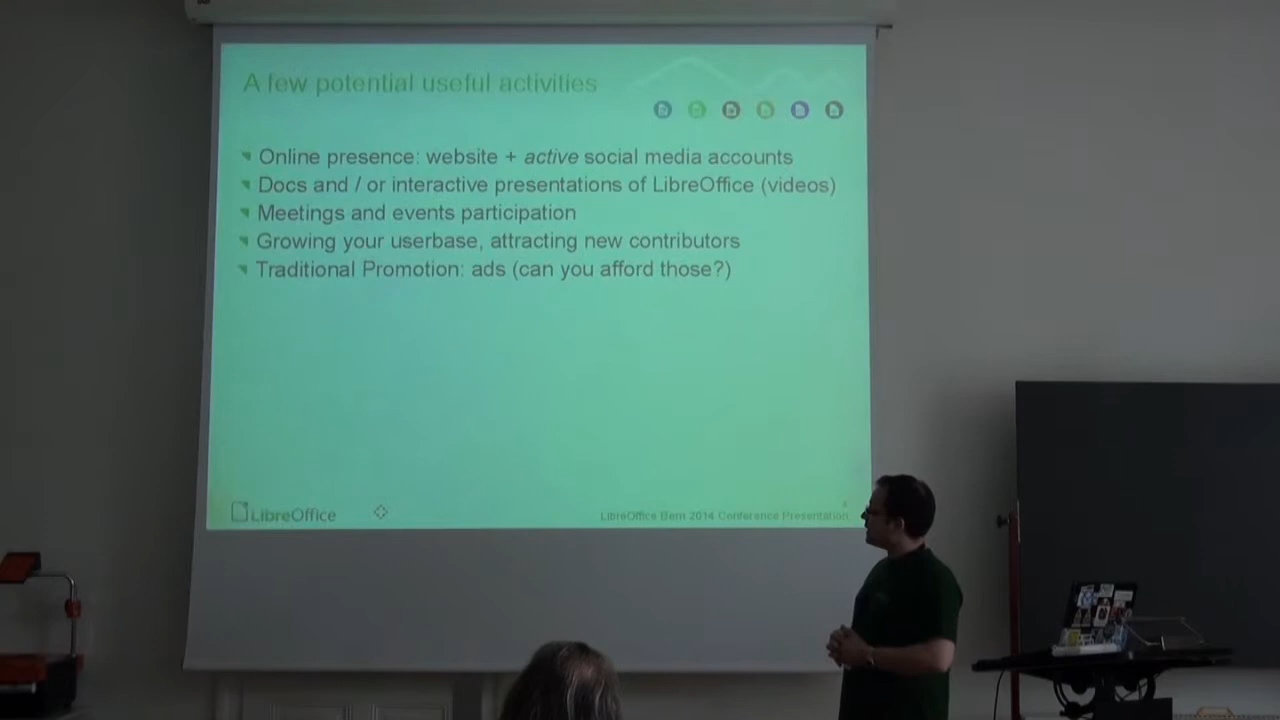 A few potential useful activities
Online presence: website + active social media accounts
Docs and / or interactive presentations of LibreOffice (videos)
Meetings and events participation
Growing your userbase, attracting new contributors
Traditional Promotion: ads (can you afford those?)
LibreOffice
LibreOffice Bern 2014 Conference Presentation